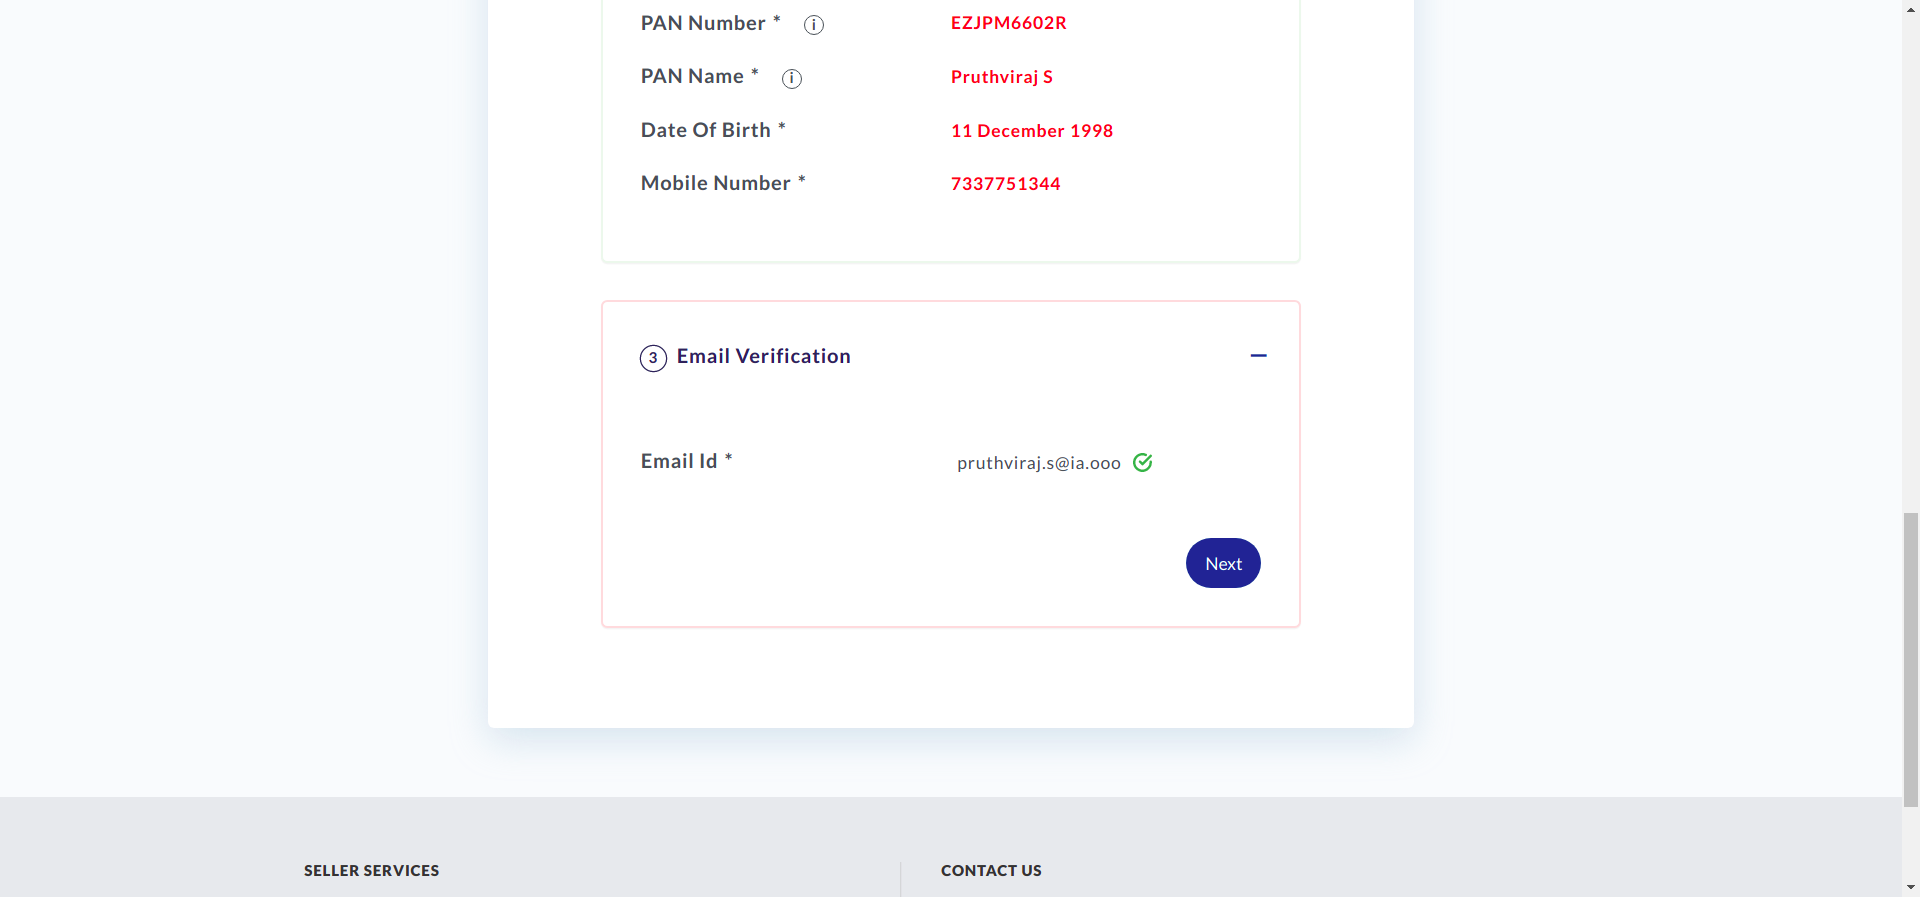 PAN Number * i EZJPM6602R
PAN Name * i Pruthviraj S
Date Of Birth * 11 December 1998
Mobile Number * 7337751344
3 Email Verification
Email Id * pruthviraj.s@ia.ooo
Next
SELLER SERVICES CONTACT US